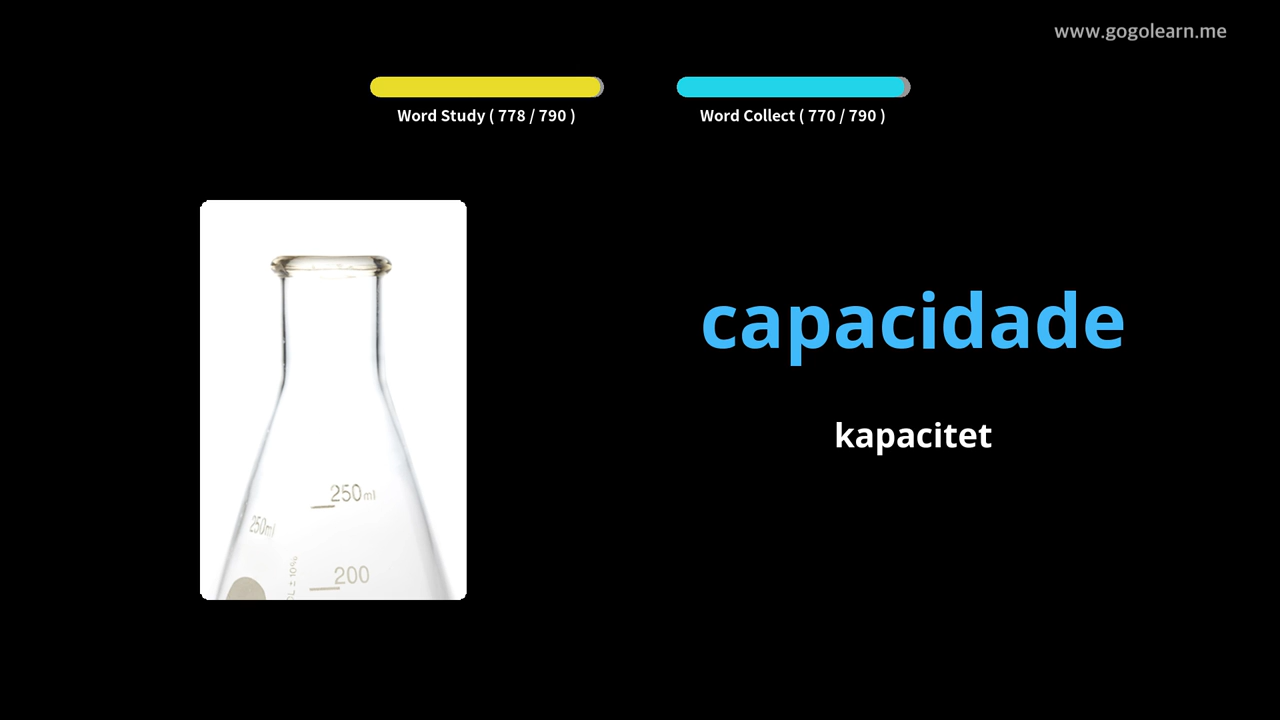 www.gogolearn.me
Word Study ( 778 / 790 )
Word Collect ( 770 / 790 )
capacidade
kapacitet
250ml
250ml
200